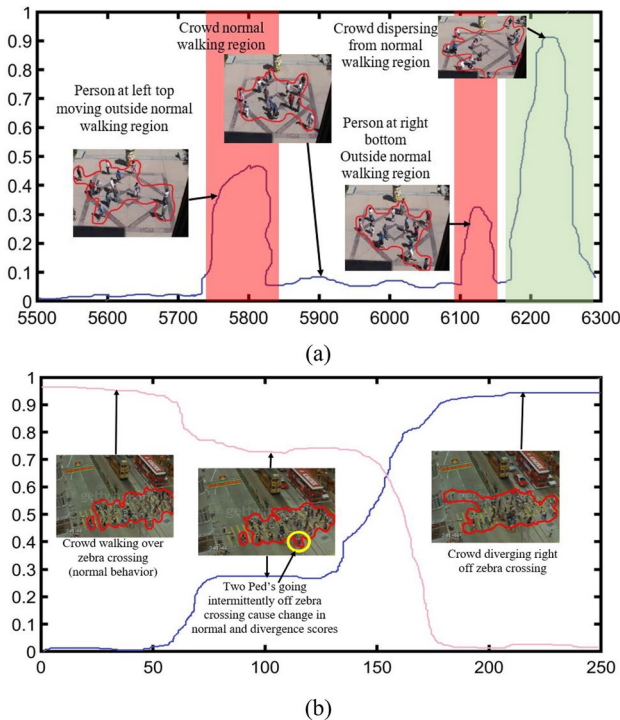 1
0.9
0.8
0.7
0.6
0.5
0.4
0.3
0.2
0.1
0
Crowd normal
walking region
Crowd dispersing
from normal
walking region
Person at left top
moving outside normal
walking region
Person at right
bottom
Outside normal
walking region
5500 5600 5700 5800 5900 6000 6100 6200 6300
(a)
1
0.9
0.8
0.7
0.6
0.5
0.4
0.3
0.2
0.1
0
Crowd walking over
zebra crossing
(normal behavior)
Two Ped's going
intermittently off zebra
crossing cause change in
normal and divergence scores
Crowd diverging right
off zebra crossing
0 50 100 150 200 250
(b)